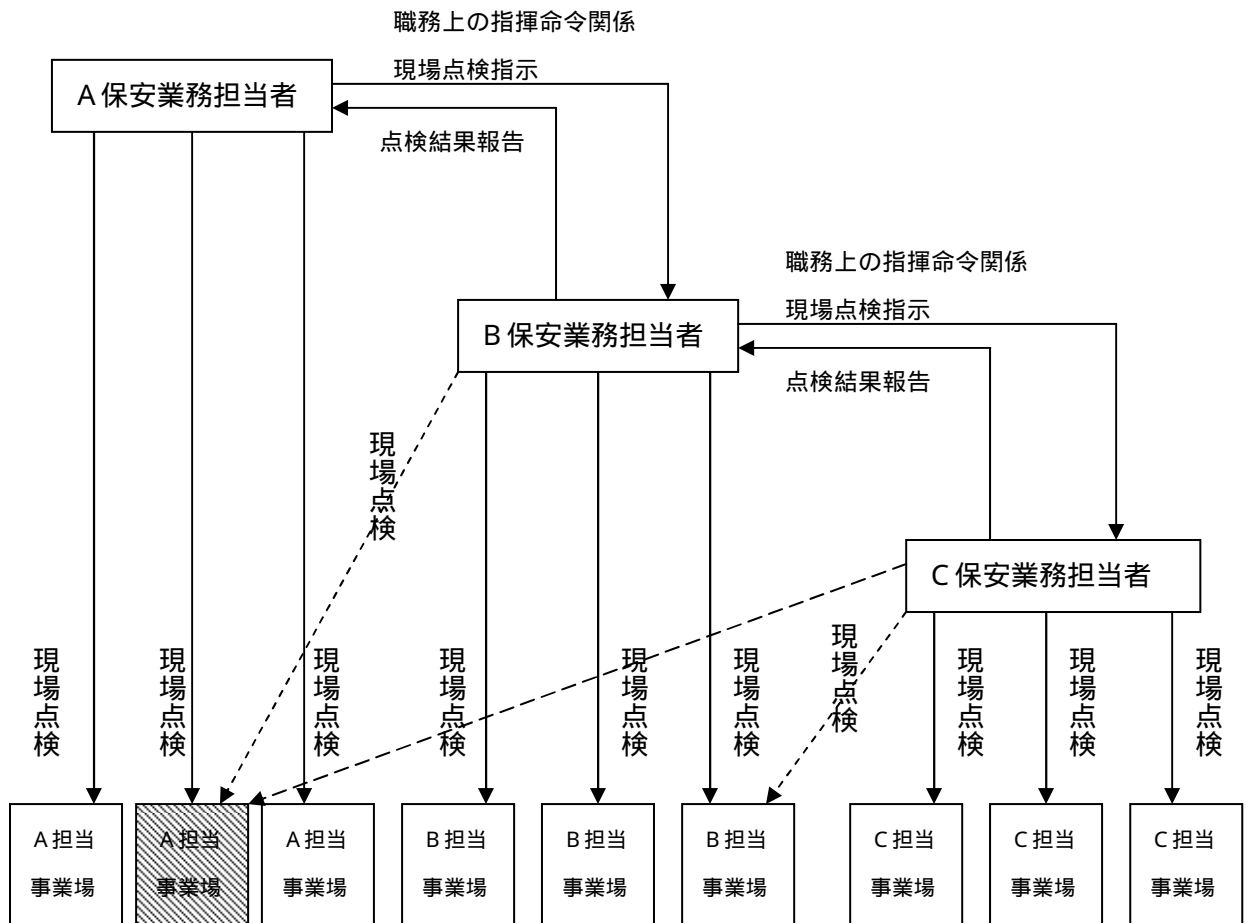 職務上の指揮命令関係
現場点検指示
A保安業務担当者
点検結果報告
職務上の指揮命令関係
現場点検指示
B保安業務担当者
点検結果報告
現場点検
C保安業務担当者
現場点検
現場点検
現場点検
現場点検
現場点検
現場点検
現場点検
現場点検
現場点検
現場点検
A担当
事業場
A担当
事業場
A担当
事業場
B担当
事業場
B担当
事業場
B担当
事業場
C担当
事業場
C担当
事業場
C担当
事業場